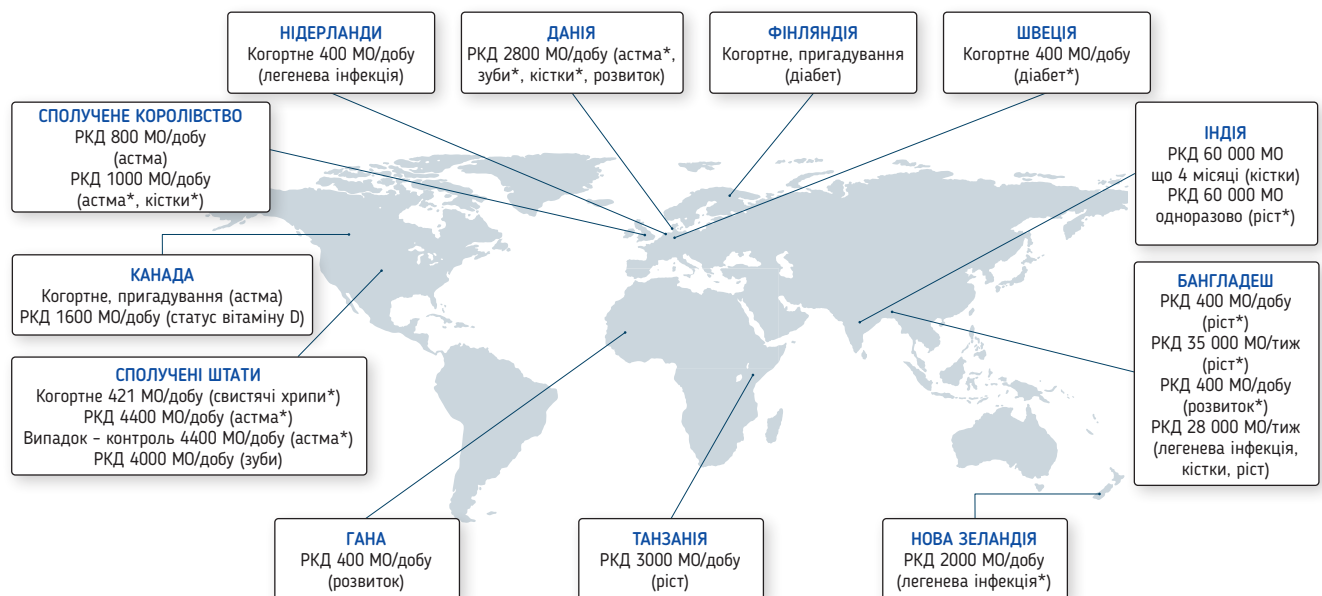 НІДЕРЛАНДИ
Когортне 400 МО/добу
(легенева інфекція)
ДАНІЯ
РКД 2800 МО/добу (астма*,
зуби*, кістки*, розвиток)
ФІНЛЯНДІЯ
Когортне, пригадування
(діабет)
ШВЕЦІЯ
Когортне 400 МО/добу
(діабет*)
СПОЛУЧЕНЕ КОРОЛІВСТВО
РКД 800 МО/добу
(астма)
РКД 1000 МО/добу
(астма*, кістки*)
ІНДІЯ
РКД 60 000 МО
що 4 місяці (кістки)
РКД 60 000 МО
одноразово (ріст*)
КАНАДА
Когортне, пригадування (астма)
РКД 1600 МО/добу (статус вітаміну D)
БАНГЛАДЕШ
РКД 400 МО/добу
(ріст*)
РКД 35 000 МО/тиж
(ріст*)
РКД 400 МО/добу
(розвиток*)
РКД 28 000 МО/тиж
(легенева інфекція,
кістки, ріст)
СПОЛУЧЕНІ ШТАТИ
Когортне 421 МО/добу (свистячі хрипи*)
РКД 4400 МО/добу (астма*)
Випадок – контроль 4400 МО/добу (астма*)
РКД 4000 МО/добу (зуби)
ГАНА
РКД 400 МО/добу
(розвиток)
ТАНЗАНІЯ
РКД 3000 МО/добу
(ріст)
НОВА ЗЕЛАНДІЯ
РКД 2000 МО/добу
(легенева інфекція*)